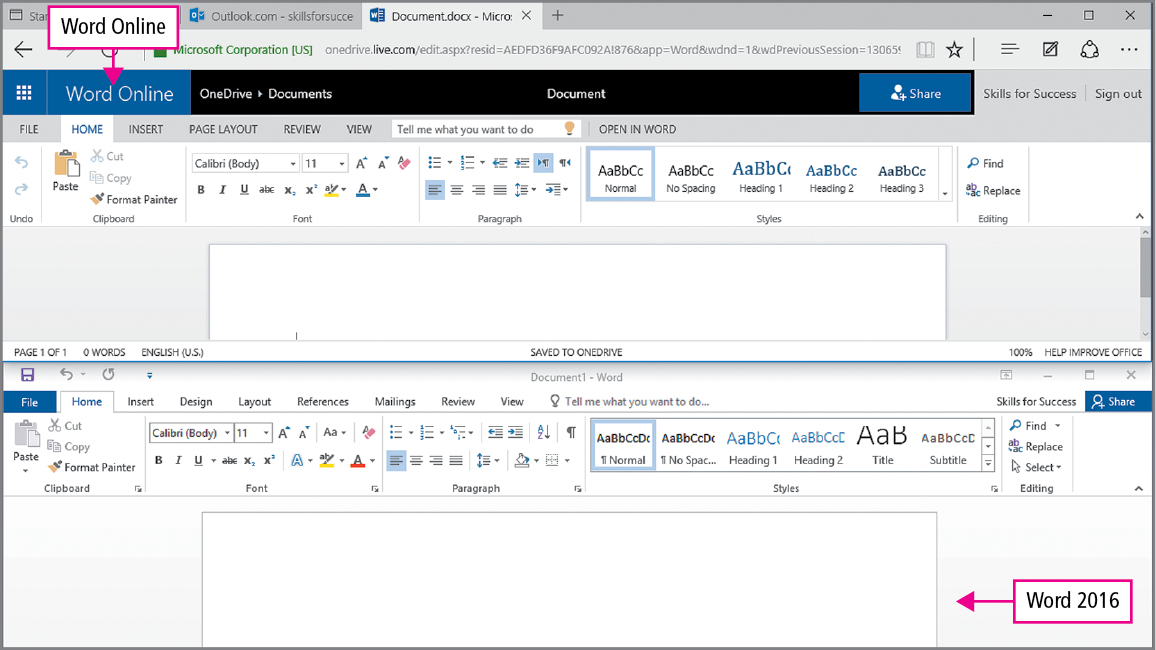 Star
Outlook.com - skillsforsucce
Document.docx - Micro:
Word Online
Microsoft Corporation [US]
onedrive.live.com/edit.aspx?resid=AEDFD36F9AFC092A!876&app=Word&wdnd=1&wdPreviousSession=13065
Word Online
OneDrive
Documents
Document
Share
Skills for Success
Sign out
FILE
HOME
INSERT
PAGE LAYOUT
REVIEW
VIEW
Tell me what you want to do
OPEN IN WORD
Undo
Paste
Cut
Copy
Format Painter
Clipboard
Calibri (Body)
11
B I U abc x₂ x² ab A
Font
Paragraph
AaBbCc
Normal
AaBbCc
No Spacing
AaBbCc
Heading 1
AaBbCc
Heading 2
AaBbCc
Heading 3
Styles
Find
Replace
Editing
PAGE 1 OF 1
0 WORDS
ENGLISH (U.S.)
SAVED TO ONEDRIVE
100%
HELP IMPROVE OFFICE
Document1 - Word
File
Home
Insert
Design
Layout
References
Mailings
Review
View
Tell me what you want to do...
Skills for Success
Share
Paste
Cut
Copy
Format Painter
Clipboard
Calibri (Body)
11
Aa
B I U abc x₂ x² A ab A
Font
Paragraph
AaBbCcDc
¶ Normal
AaBbCcDc
¶ No Spac...
AaBbCc
Heading 1
AaBbCcD
Heading 2
AaB
Title
AaBbCcD
Subtitle
Styles
Find
Replace
Select
Editing
Word 2016